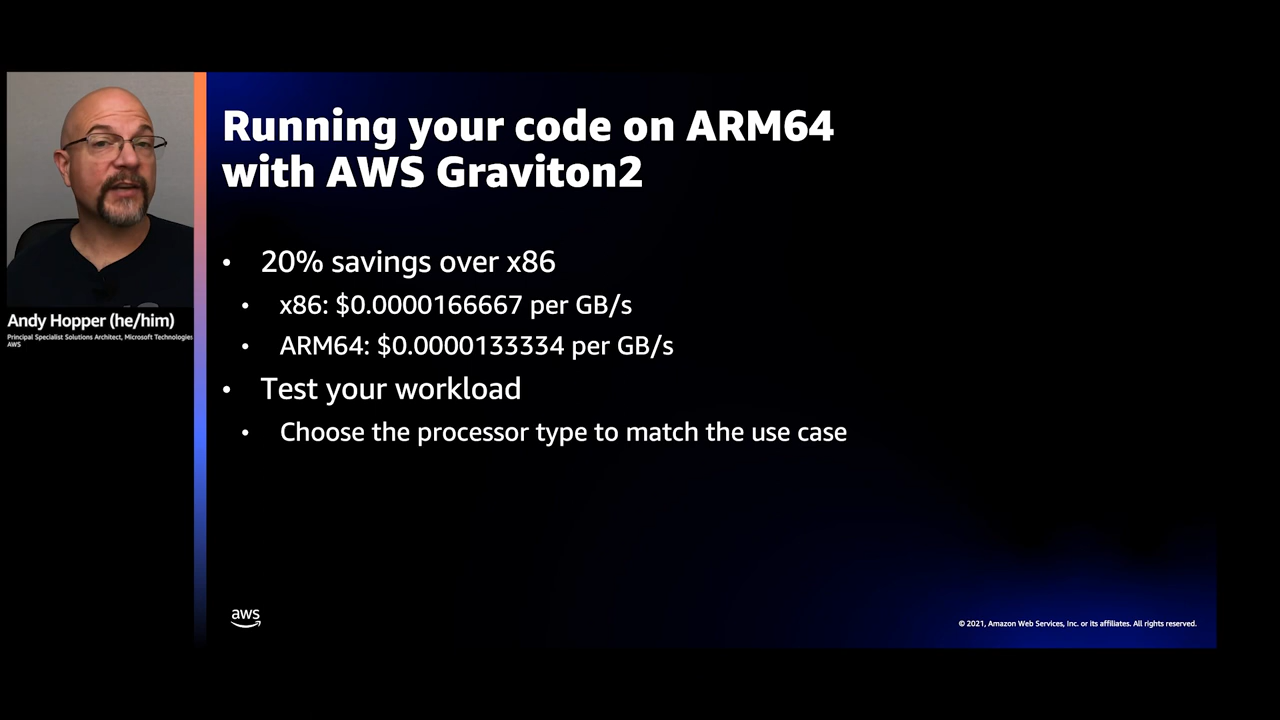 Running your code on ARM64
with AWS Graviton2
• 20% savings over x86
• x86: $0.0000166667 per GB/s
• ARM64: $0.0000133334 per GB/s
• Test your workload
• Choose the processor type to match the use case
Andy Hopper (he/him)
Principal Specialist Solutions Architect, Microsoft Technologies
AWS
aws
© 2021, Amazon Web Services, Inc. or its affiliates. All rights reserved.